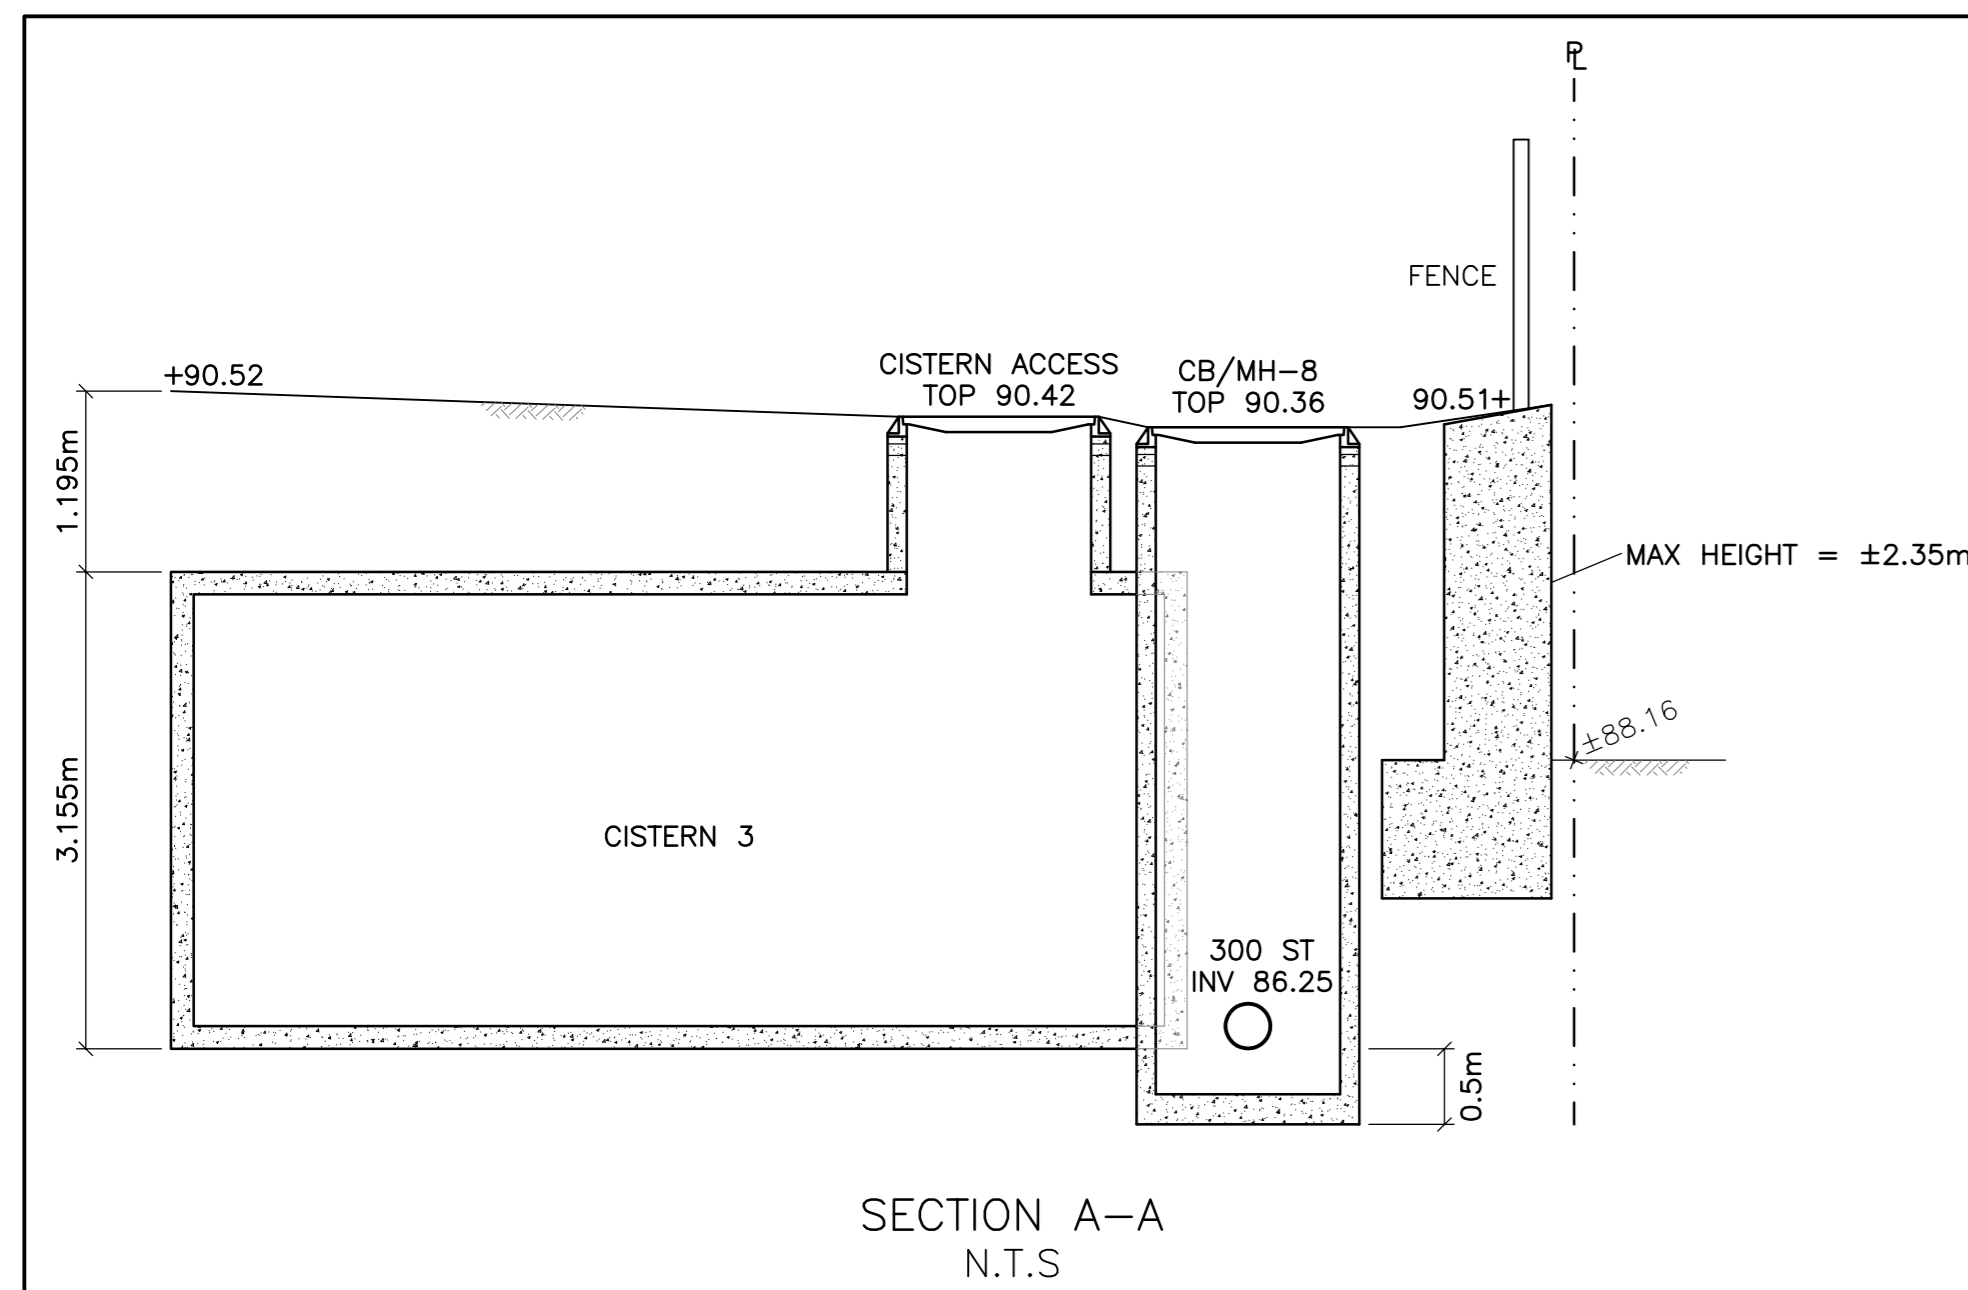 PL
FENCE
+90.52
CISTERN ACCESS
TOP 90.42
CB/MH-8
TOP 90.36
90.51+
1.195m
MAX HEIGHT = ±2.35m
±88.16
3.155m
CISTERN 3
300 ST
INV 86.25
0.5m
SECTION A-A
N.T.S